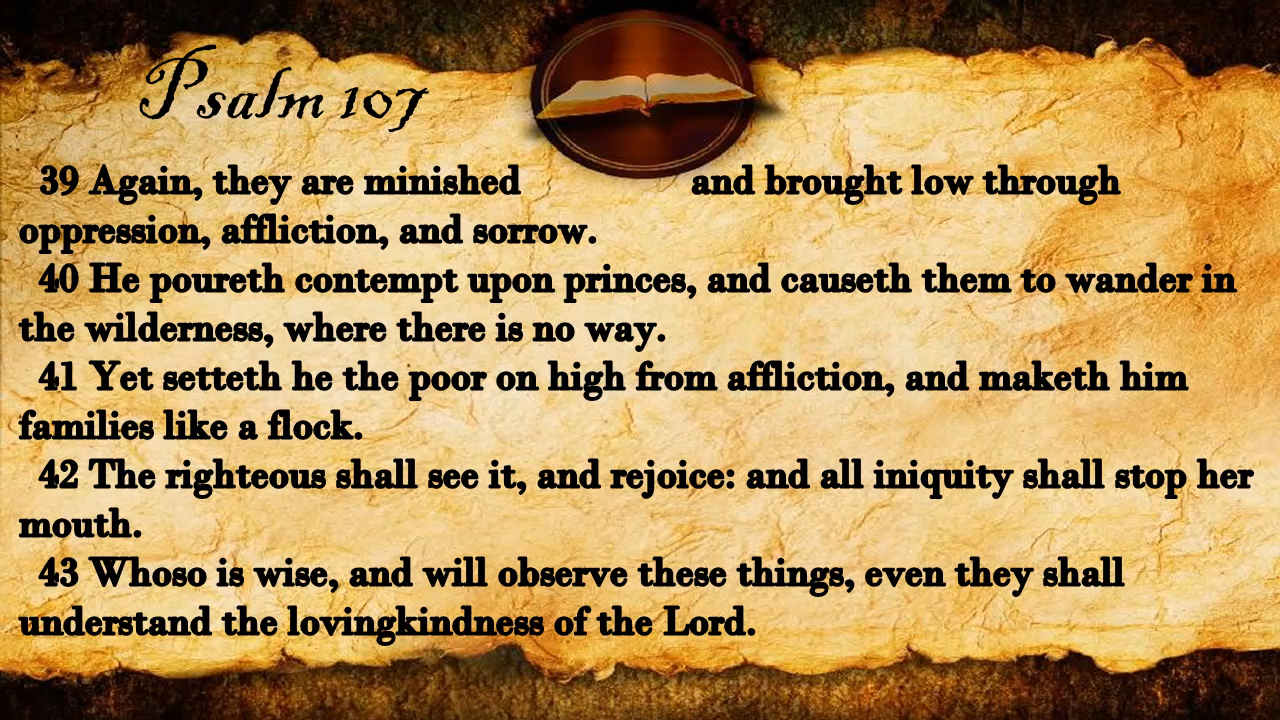 Psalm 107
39 Again, they are minished and brought low through
oppression, affliction, and sorrow.
40 He poureth contempt upon princes, and causeth them to wander in
the wilderness, where there is no way.
41 Yet setteth he the poor on high from affliction, and maketh him
families like a flock.
42 The righteous shall see it, and rejoice: and all iniquity shall stop her
mouth.
43 Whoso is wise, and will observe these things, even they shall
understand the lovingkindness of the Lord.